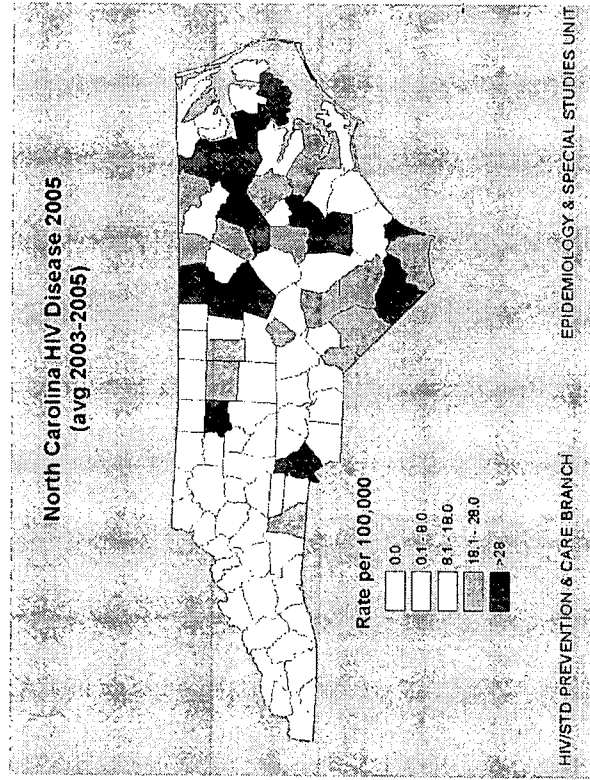 North Carolina HIV Disease 2005
(avg 2003-2005)
Rate per 100,000
0.0
0.1-8.0
8.1-18.0
18.1-28.0
>28
HIV/STD PREVENTION & CARE BRANCH
EPIDEMIOLOGY & SPECIAL STUDIES UNIT